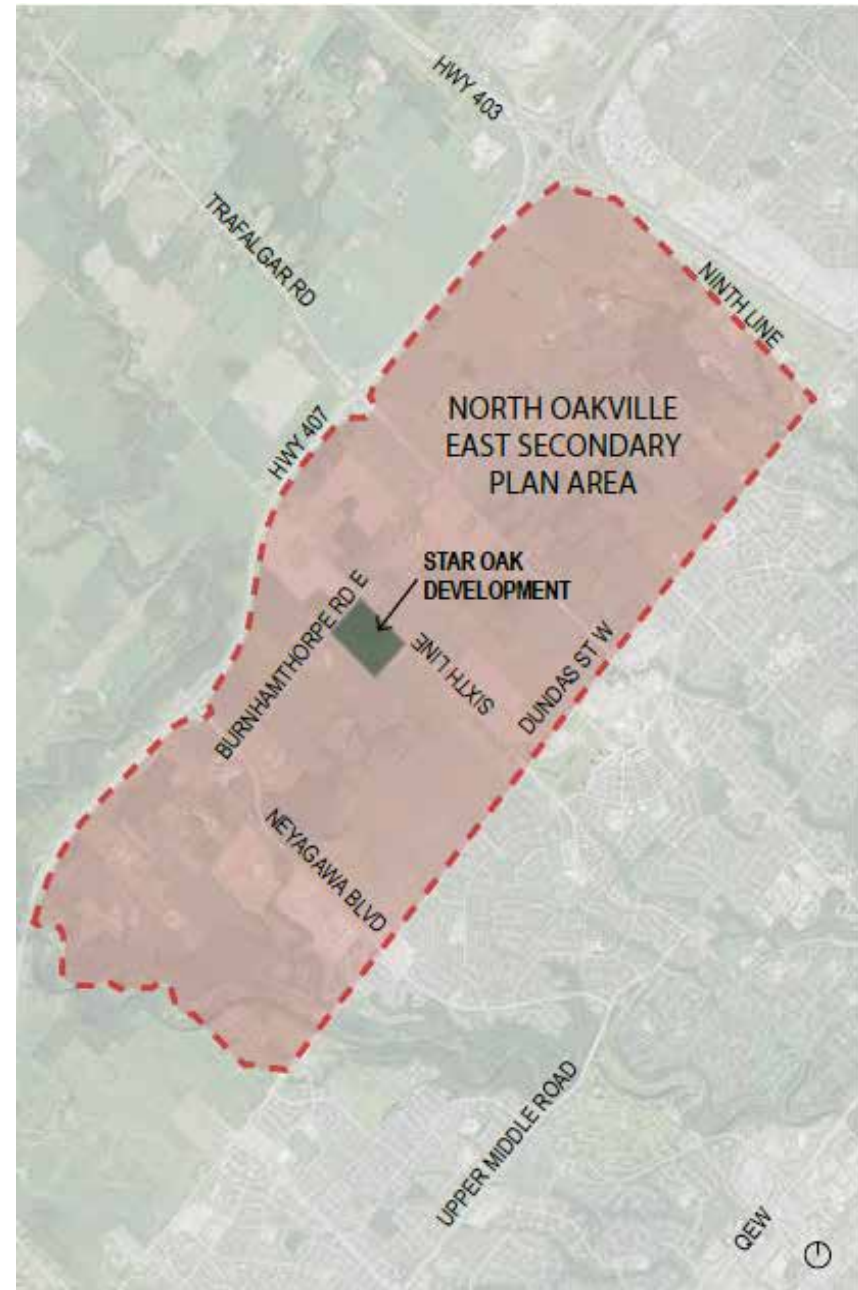 HWY 403
TRAFALGAR RD
NINTH LINE
HWY 407
NORTH OAKVILLE
EAST SECONDARY
PLAN AREA
STAR OAK
DEVELOPMENT
BURNHAMTHORPE RD E
SIXTH LINE
DUNDAS ST W
NEYAGAWA BLVD
UPPER MIDDLE ROAD
QEW